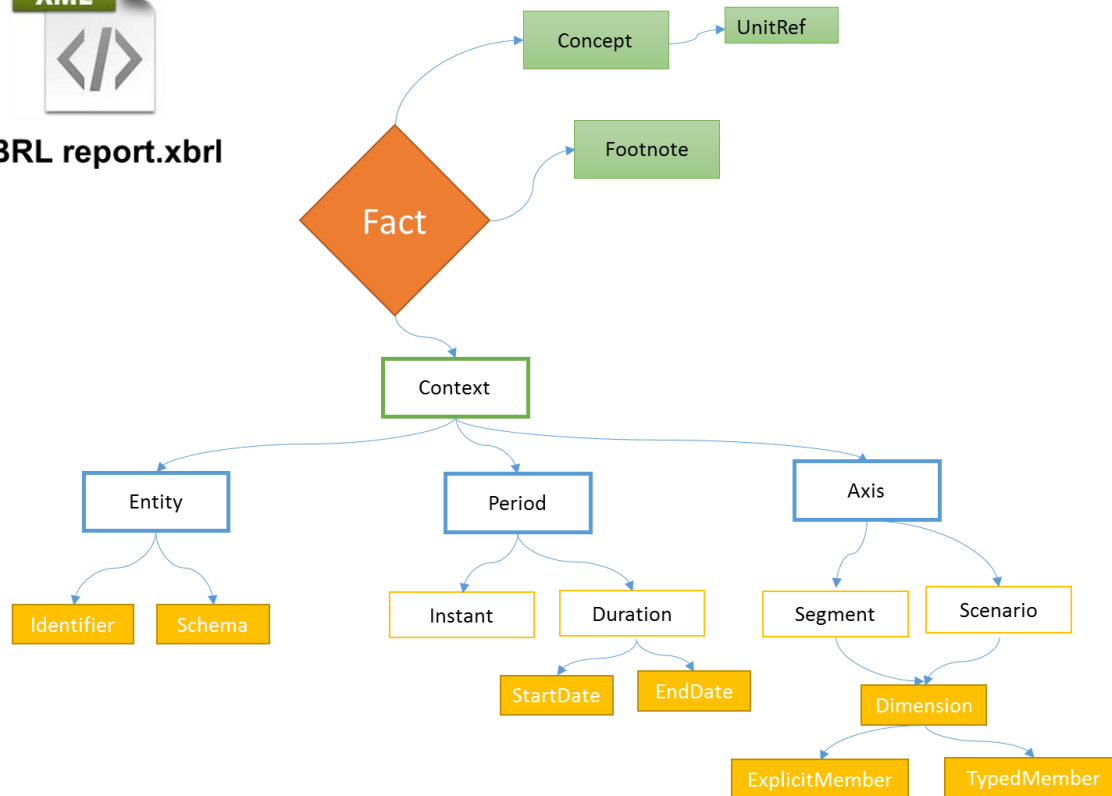 XML
BRL report.xbrl
Concept
UnitRef
Footnote
Fact
Context
Entity
Period
Axis
Identifier
Schema
Instant
Duration
Segment
Scenario
StartDate
EndDate
Dimension
ExplicitMember
TypedMember